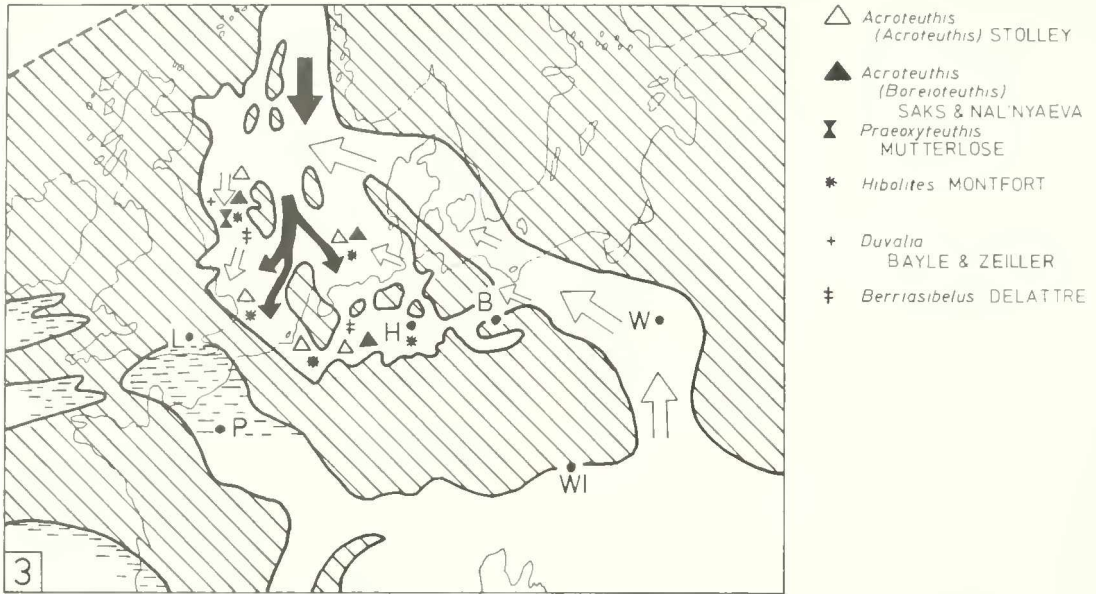 Acroteuthis
(Acroteuthis) STOLLEY
Acroteuthis
(Boreioteuthis)
SAKS & NAL'NYAEVA
Praeoxyteuthis
MUTTERLOSE
Hibolites MONTFORT
Duvalia
BAYLE & ZEILLER
Berriasibelus DELATTRE
B
W
H
L
P
WI
3